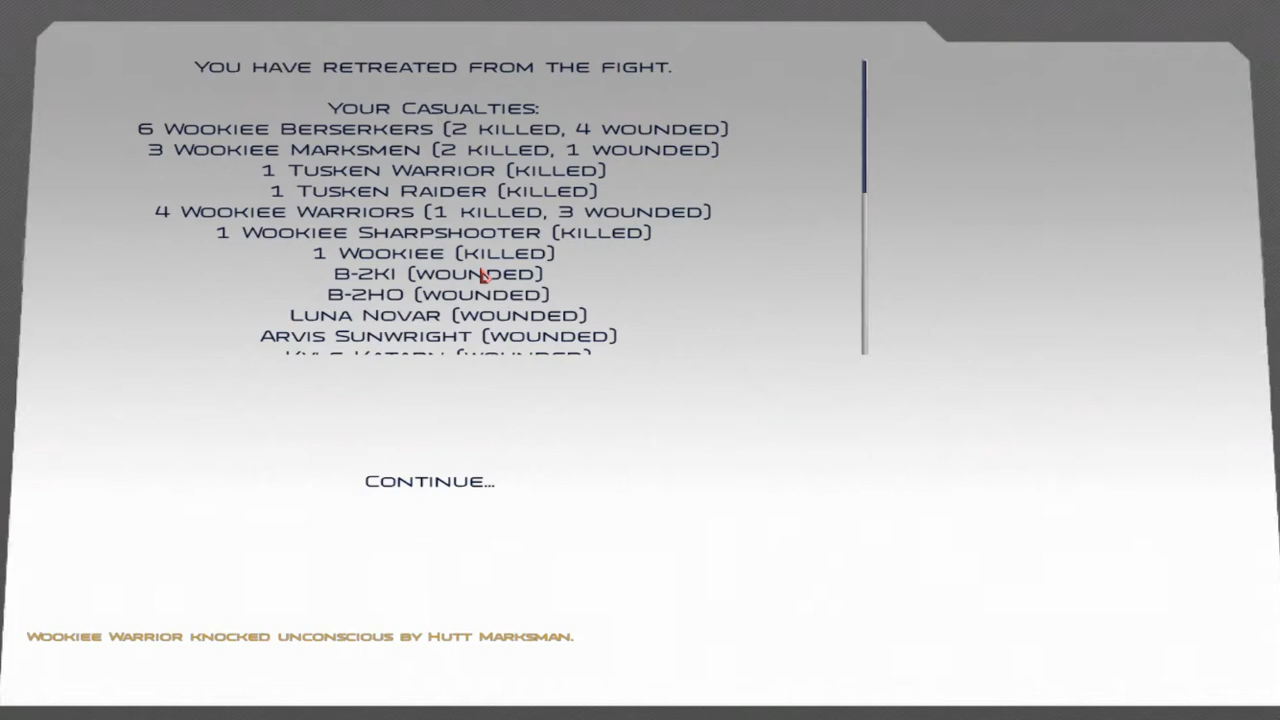 You have retreated from the fight.
Your Casualties:
6 Wookiee Berserkers (2 killed, 4 wounded)
3 Wookiee Marksmen (2 killed, 1 wounded)
1 Tusken Warrior (killed)
1 Tusken Raider (killed)
4 Wookiee Warriors (1 killed, 3 wounded)
1 Wookiee Sharpshooter (killed)
1 Wookiee (killed)
B-2KI (wounded)
B-2HO (wounded)
Luna Novar (wounded)
Arvis Sunwright (wounded)
Kyle Katarn (wounded)
Continue...
Wookiee Warrior knocked unconscious by Hutt Marksman.